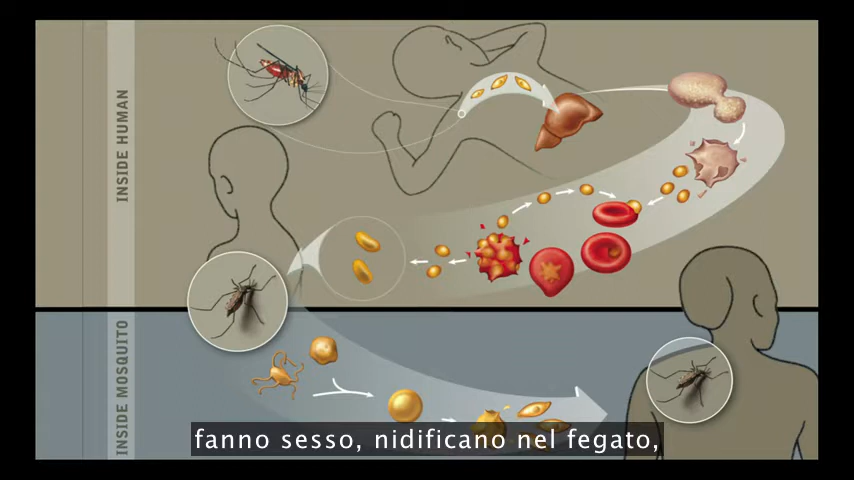 INSIDE HUMAN
INSIDE MOSQUITO
fanno sesso, nidificano nel fegato,